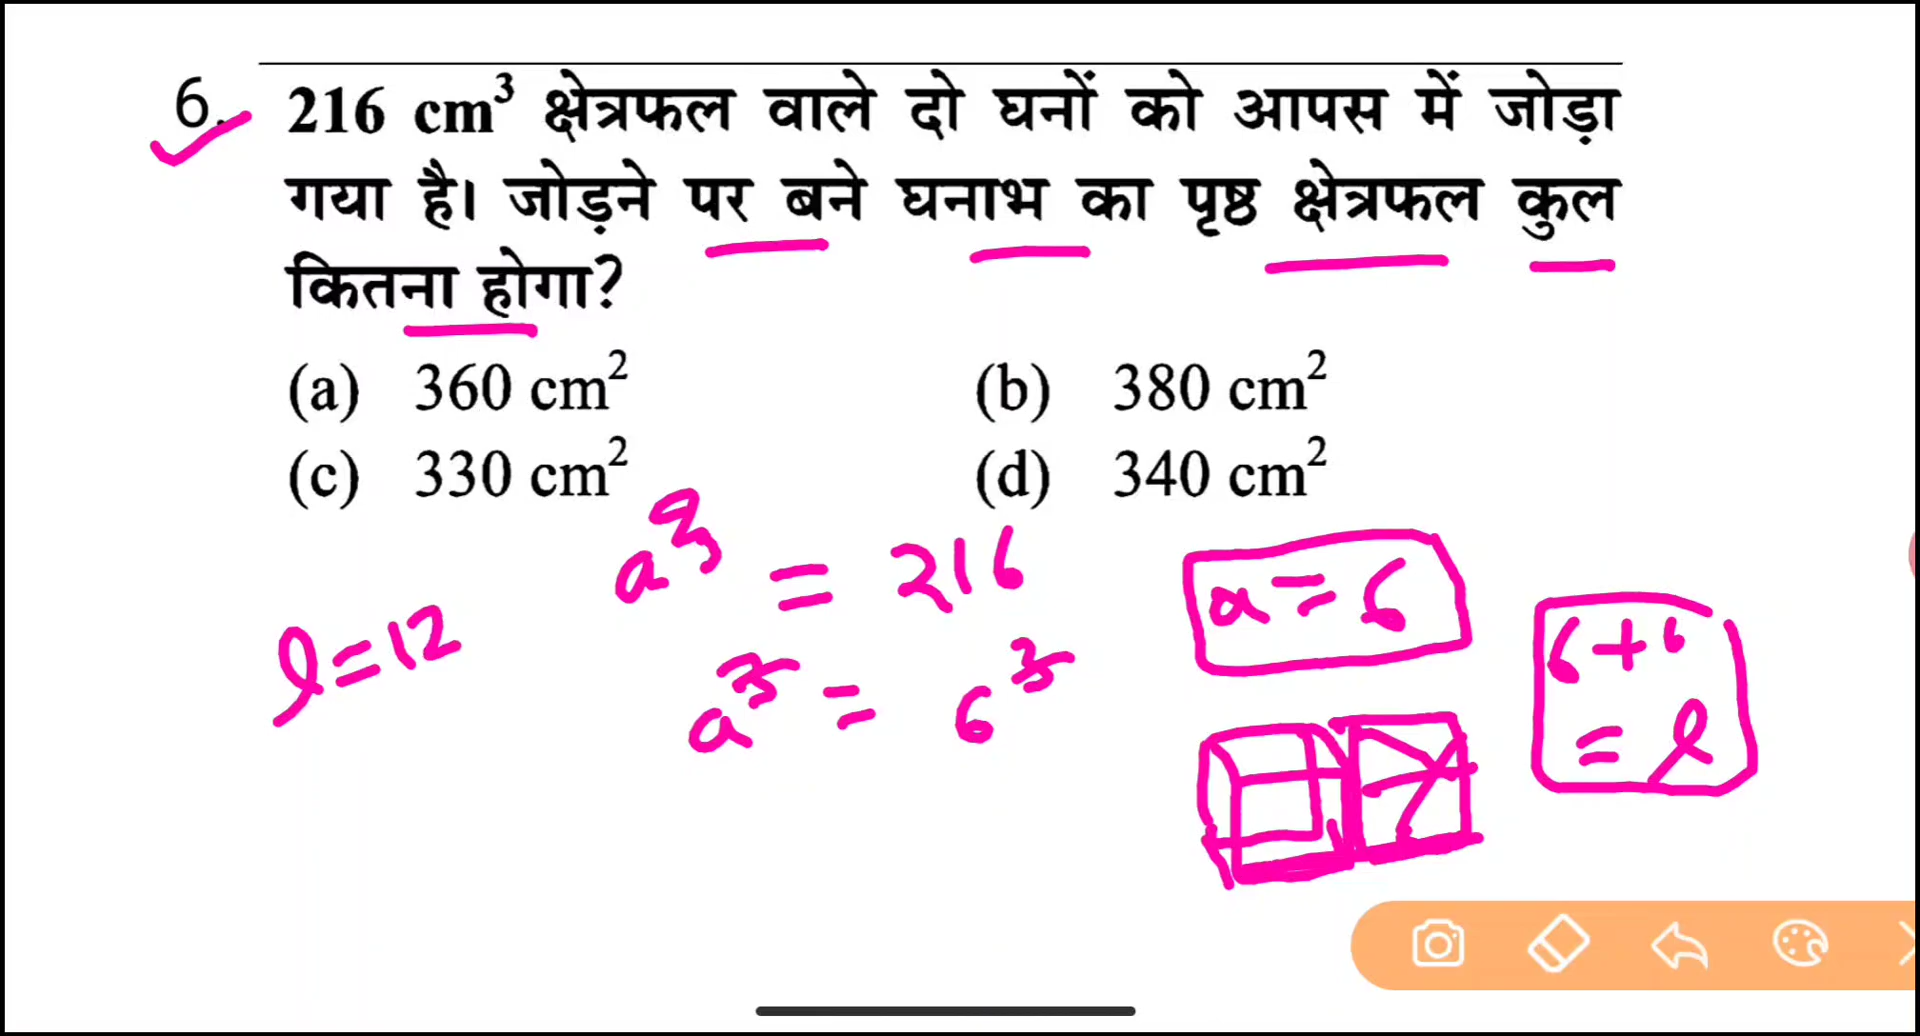 6. 216 cm³ क्षेत्रफल वाले दो घनों को आपस में जोड़ा
गया है। जोड़ने पर बने घनाभ का पृष्ठ क्षेत्रफल कुल
कितना होगा?
(a) 360 cm² (b) 380 cm²
(c) 330 cm² (d) 340 cm²
a³ = 216
a = 6
l = 12
a³ = 6³
6 + 6
= l